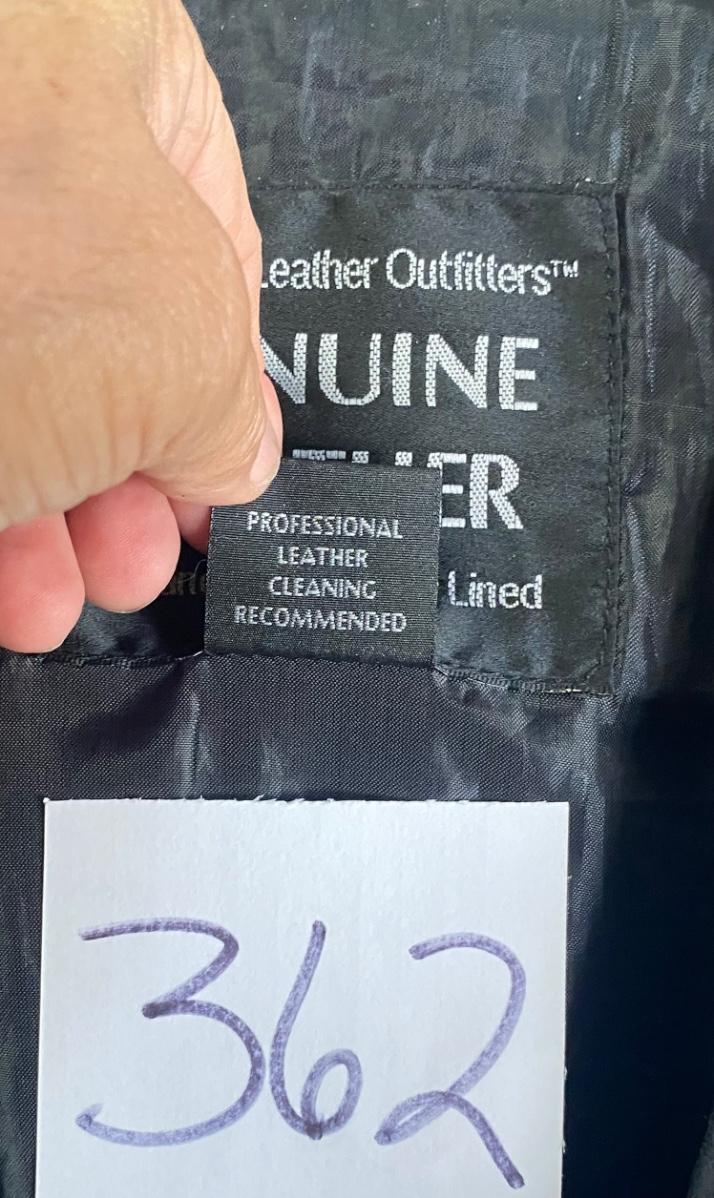 Leather Outfitters™
NUINE
ER
Lined
PROFESSIONAL
LEATHER
CLEANING
RECOMMENDED
362